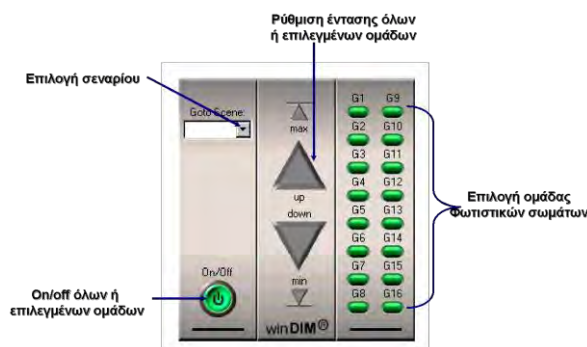 Ρύθμιση έντασης όλων
ή επιλεγμένων ομάδων
Επιλογή σεναρίου
Goto Scene:
max
up
down
min
On/Off
On/off όλων ή
επιλεγμένων ομάδων
winDIM®
G1 G9
G2 G10
G3 G11
G4 G12
G5 G13
G6 G14
G7 G15
G8 G16
Επιλογή ομάδας
Φωτιστικών σωμάτων